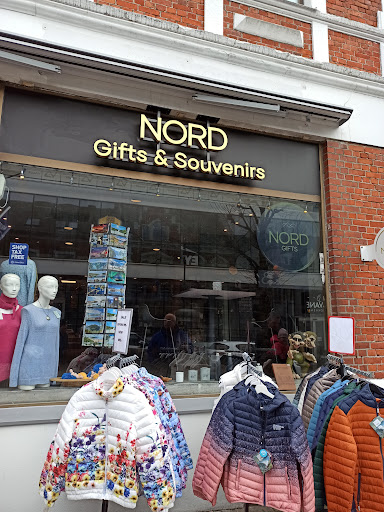 NORD
Gifts & Souvenirs
NORD
GIFTS
SHOP
TAX
FREE